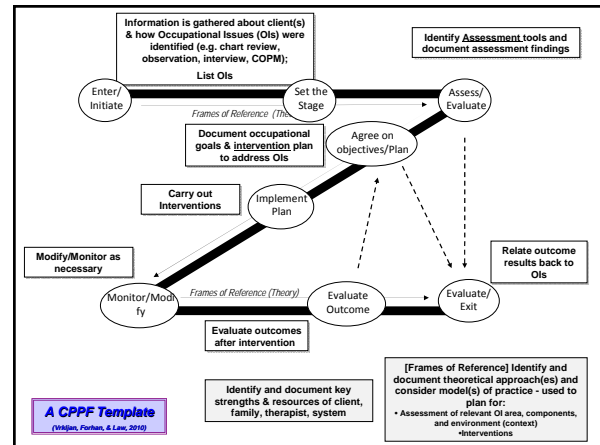 Information is gathered about client(s)
& how Occupational Issues (OIs) were
identified (e.g. chart review,
observation, interview, COPM);
List OIs
Identify Assessment tools and
document assessment findings
Enter/
Initiate
Set the
Stage
Assess/
Evaluate
Frames of Reference (Theo
Document occupational
goals & intervention plan
to address OIs
Agree on
objectives/Plan
Carry out
Interventions
Implement
Plan
Modify/Monitor as
necessary
Relate outcome
results back to
OIs
Monitor/Modi
fy
Frames of Reference (Theory)
Evaluate
Outcome
Evaluate/
Exit
Evaluate outcomes
after intervention
A CPPF Template
(Vrkljan, Forhan, & Law, 2010)
Identify and document key
strengths & resources of client,
family, therapist, system
[Frames of Reference] Identify and
document theoretical approach(es) and
consider model(s) of practice - used to
plan for:
• Assessment of relevant OI area, components,
and environment (context)
•Interventions